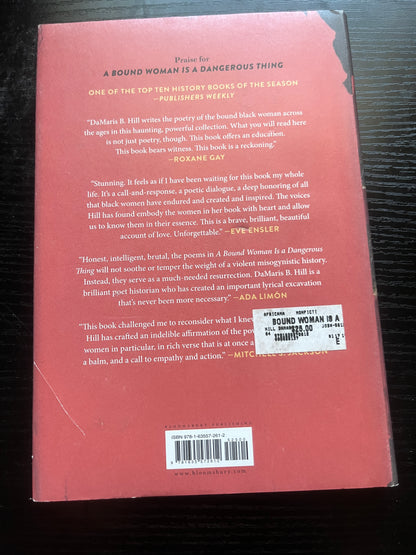 Praise for
A BOUND WOMAN IS A DANGEROUS THING
ONE OF THE TOP TEN HISTORY BOOKS OF THE SEASON
—PUBLISHERS WEEKLY
"DaMaris B. Hill writes the poetry of the bound black woman across
the ages in this haunting, powerful collection. What you will read here
is not just poetry, though. This book offers an education.
This book bears witness. This book is a reckoning."
—ROXANE GAY
"Stunning. It feels as if I have been waiting for this book my whole
life. It's a call-and-response, a poetic dialogue, a deep honoring of all
that black women have endured and created and inspired. The voices
Hill has found embody the women in her book with heart and allow
us to know them in their essence. This is a brave, brilliant, beautiful
account of love. Unforgettable." —EVE ENSLER
"Honest, intelligent, brutal, the poems in A Bound Woman Is a Dangerous
Thing will not soothe or temper the weight of a violent misogynistic history.
Instead, they serve as a much-needed resurrection. DaMaris B. Hill is a
brilliant poet historian who has created an important lyrical excavation
that's never been more necessary." —ADA LIMÓN
AFRICANA NONFICTI
BOUND WOMAN IS A
$28.00
E
"This book challenged me to reconsider what I knew
Hill has crafted an indelible affirmation of the pow
women in particular, in rich verse that is at once a
a balm, and a call to empathy and action." —MITCHELL S. JACKSON
BLOOMSBURY PUBLISHING
ISBN 978-1-63557-261-2
52800
9 781635 572612
www.bloomsbury.com